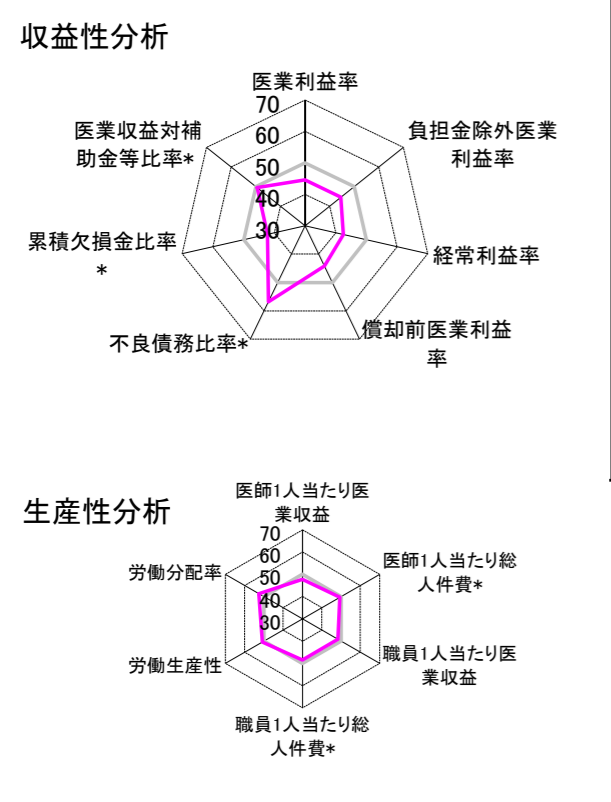 収益性分析
医業利益率
70
60
50
40
30
負担金除外医業
利益率
経常利益率
償却前医業利益
率
不良債務比率*
累積欠損金比率
*
医業収益対補
助金等比率*
生産性分析
医師1人当たり医
業収益
70
60
50
40
30
医師1人当たり総
人件費*
職員1人当たり医
業収益
職員1人当たり総
人件費*
労働生産性
労働分配率